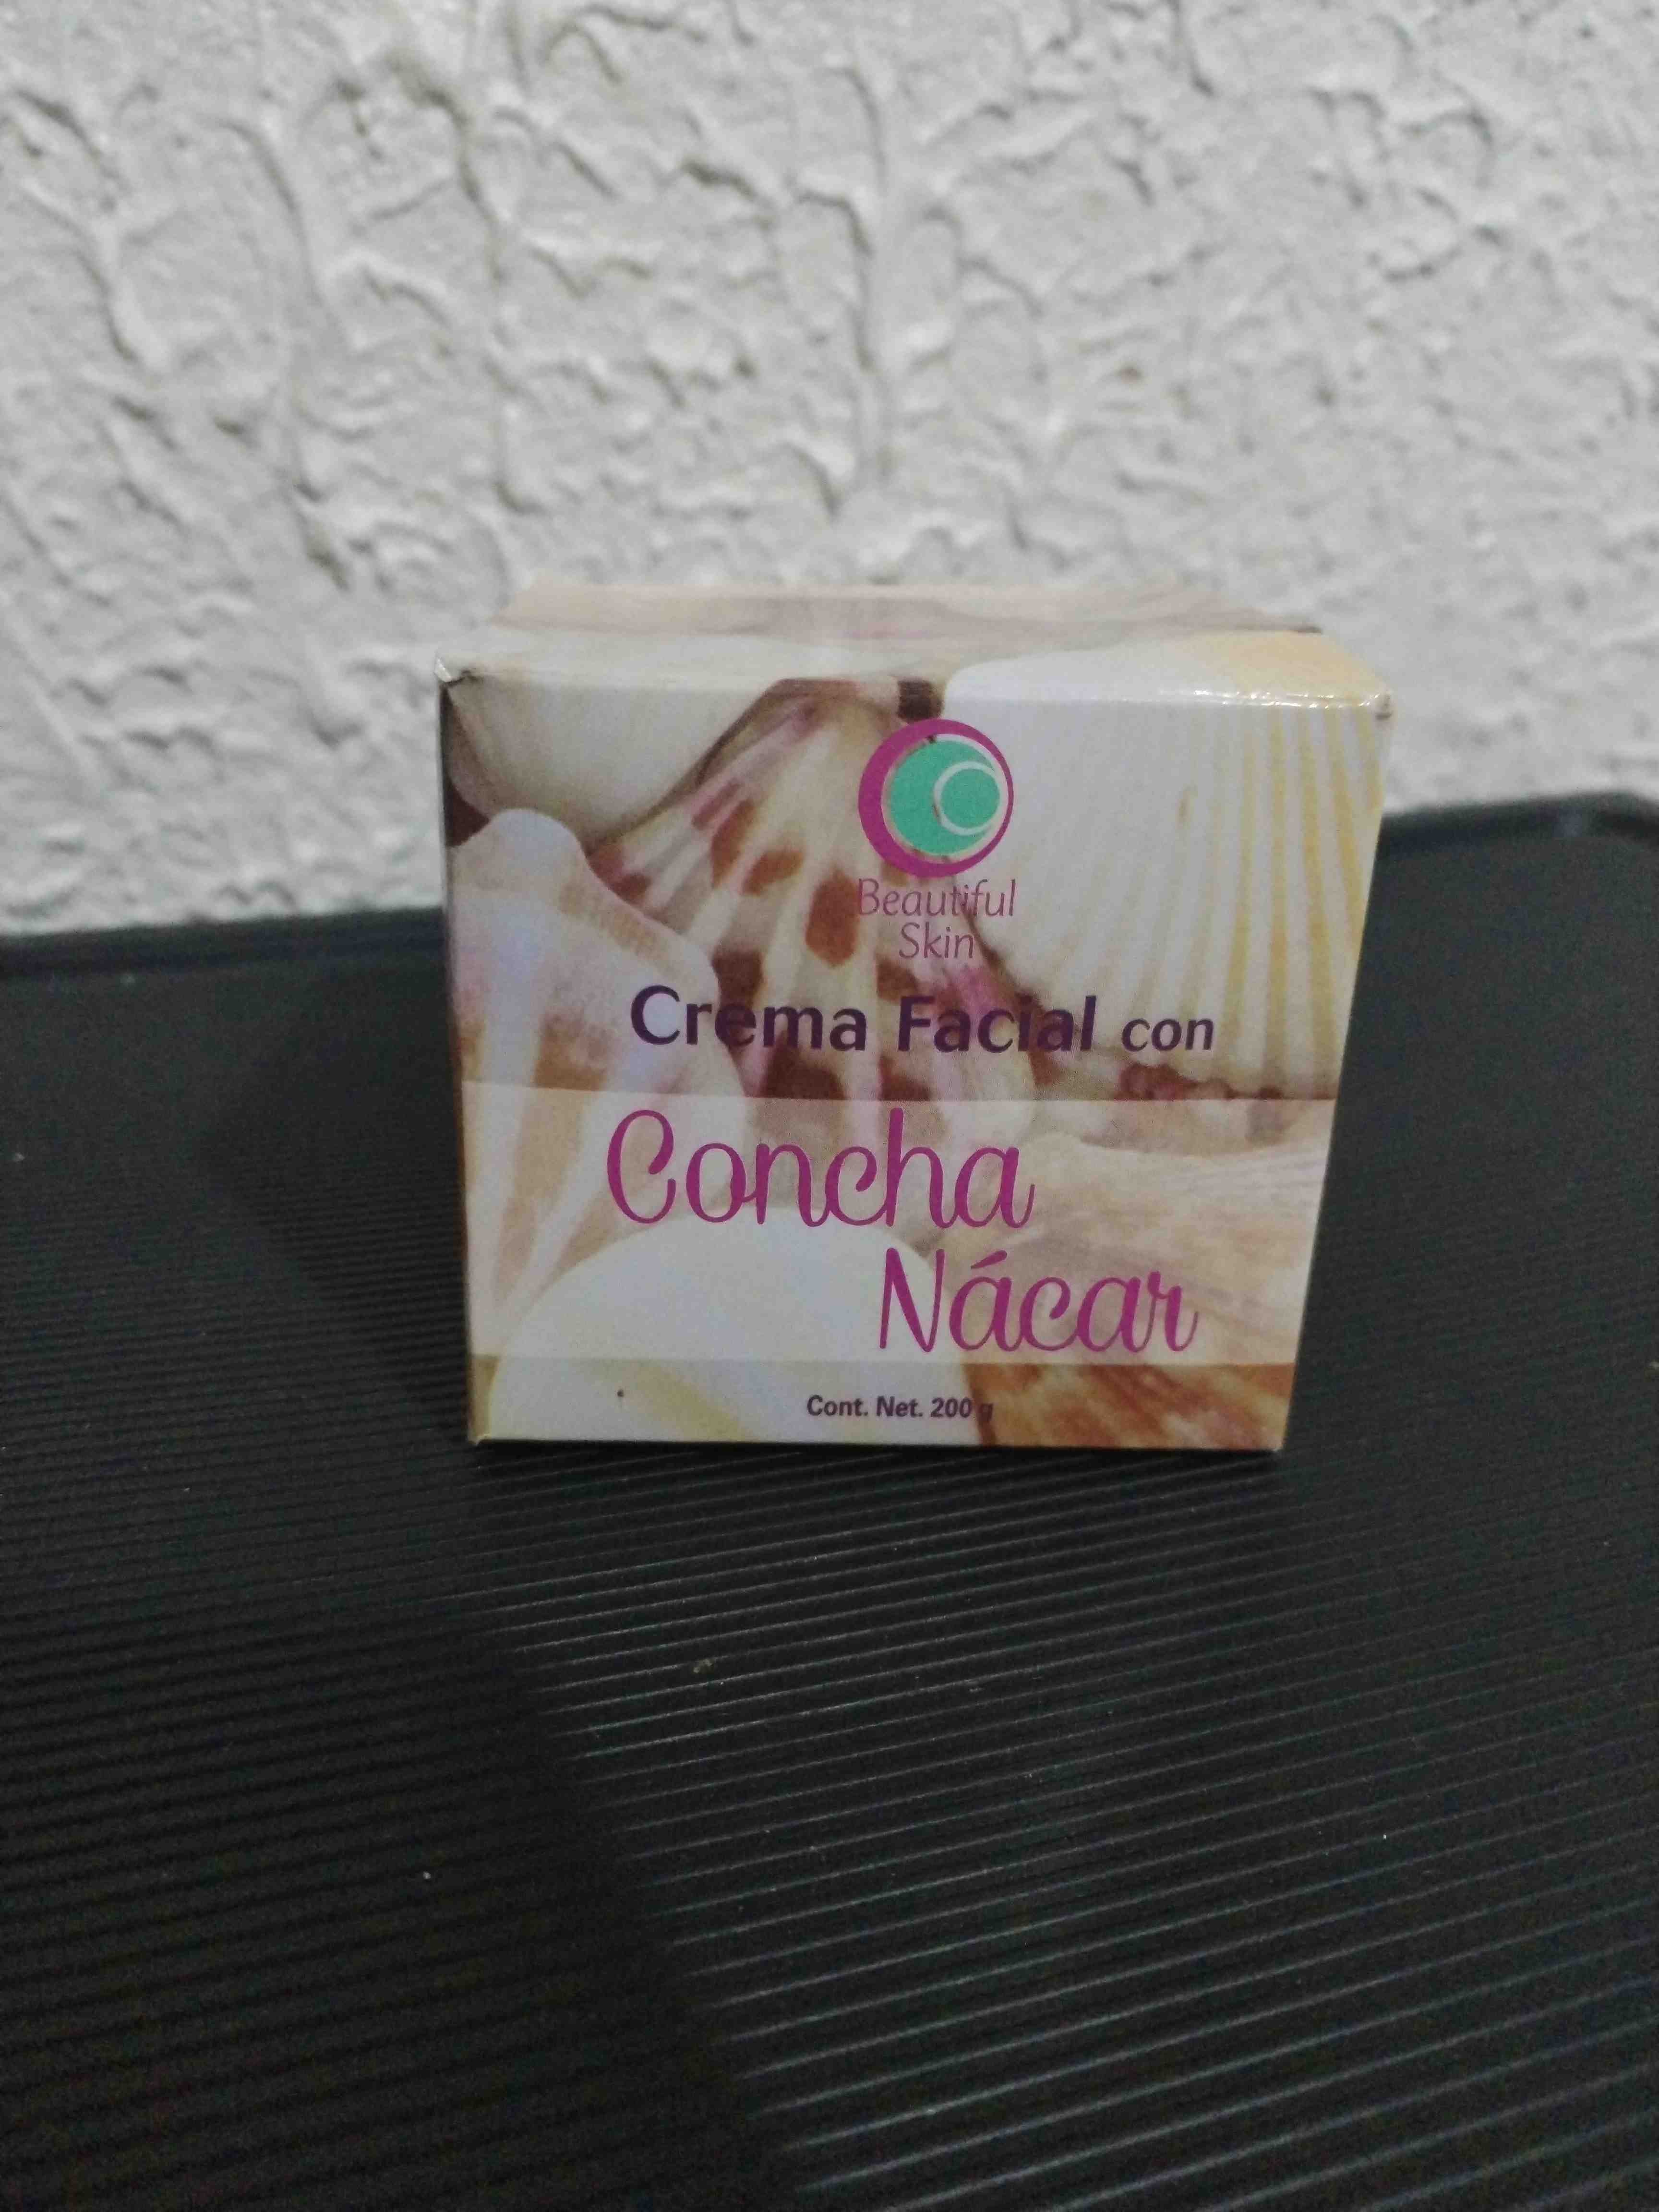 Beautiful
Skin
Crema Facial con
Concha
Nácar
Cont. Net. 200 g